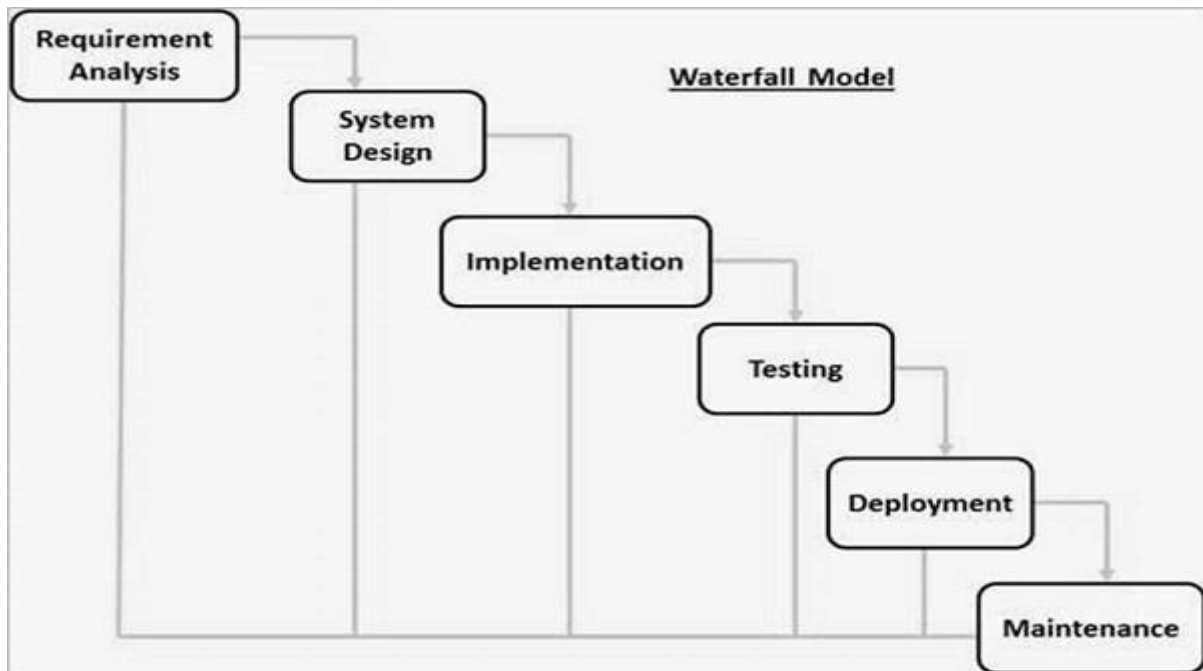 Requirement
Analysis
Waterfall Model
System
Design
Implementation
Testing
Deployment
Maintenance